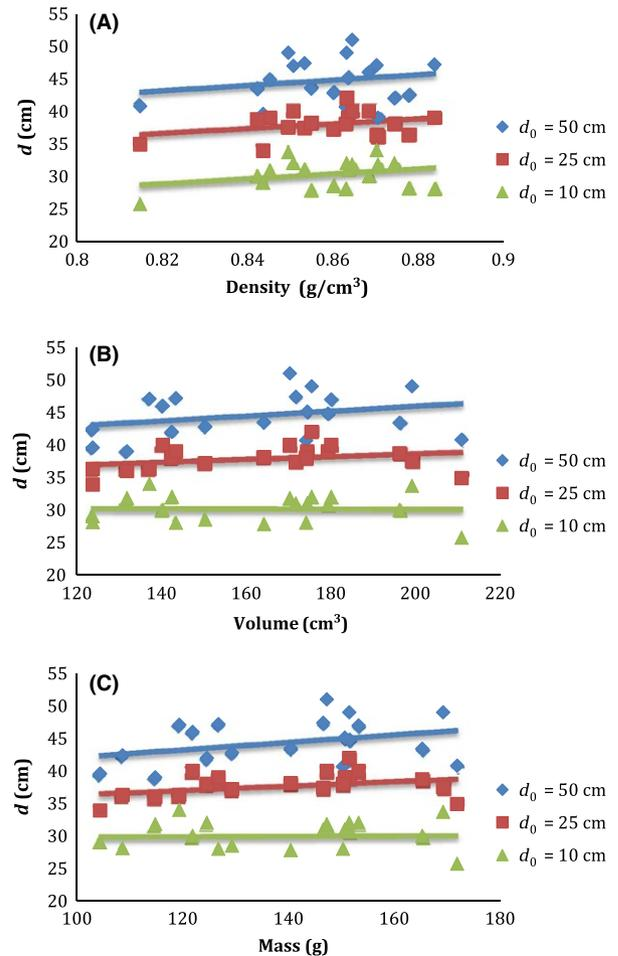 (A)
55
50
45
40
35
30
25
20
d (cm)
0.8 0.82 0.84 0.86 0.88 0.9
Density (g/cm³)
d₀ = 50 cm
d₀ = 25 cm
d₀ = 10 cm
(B)
55
50
45
40
35
30
25
20
d (cm)
120 140 160 180 200 220
Volume (cm³)
d₀ = 50 cm
d₀ = 25 cm
d₀ = 10 cm
(C)
55
50
45
40
35
30
25
20
d (cm)
100 120 140 160 180
Mass (g)
d₀ = 50 cm
d₀ = 25 cm
d₀ = 10 cm